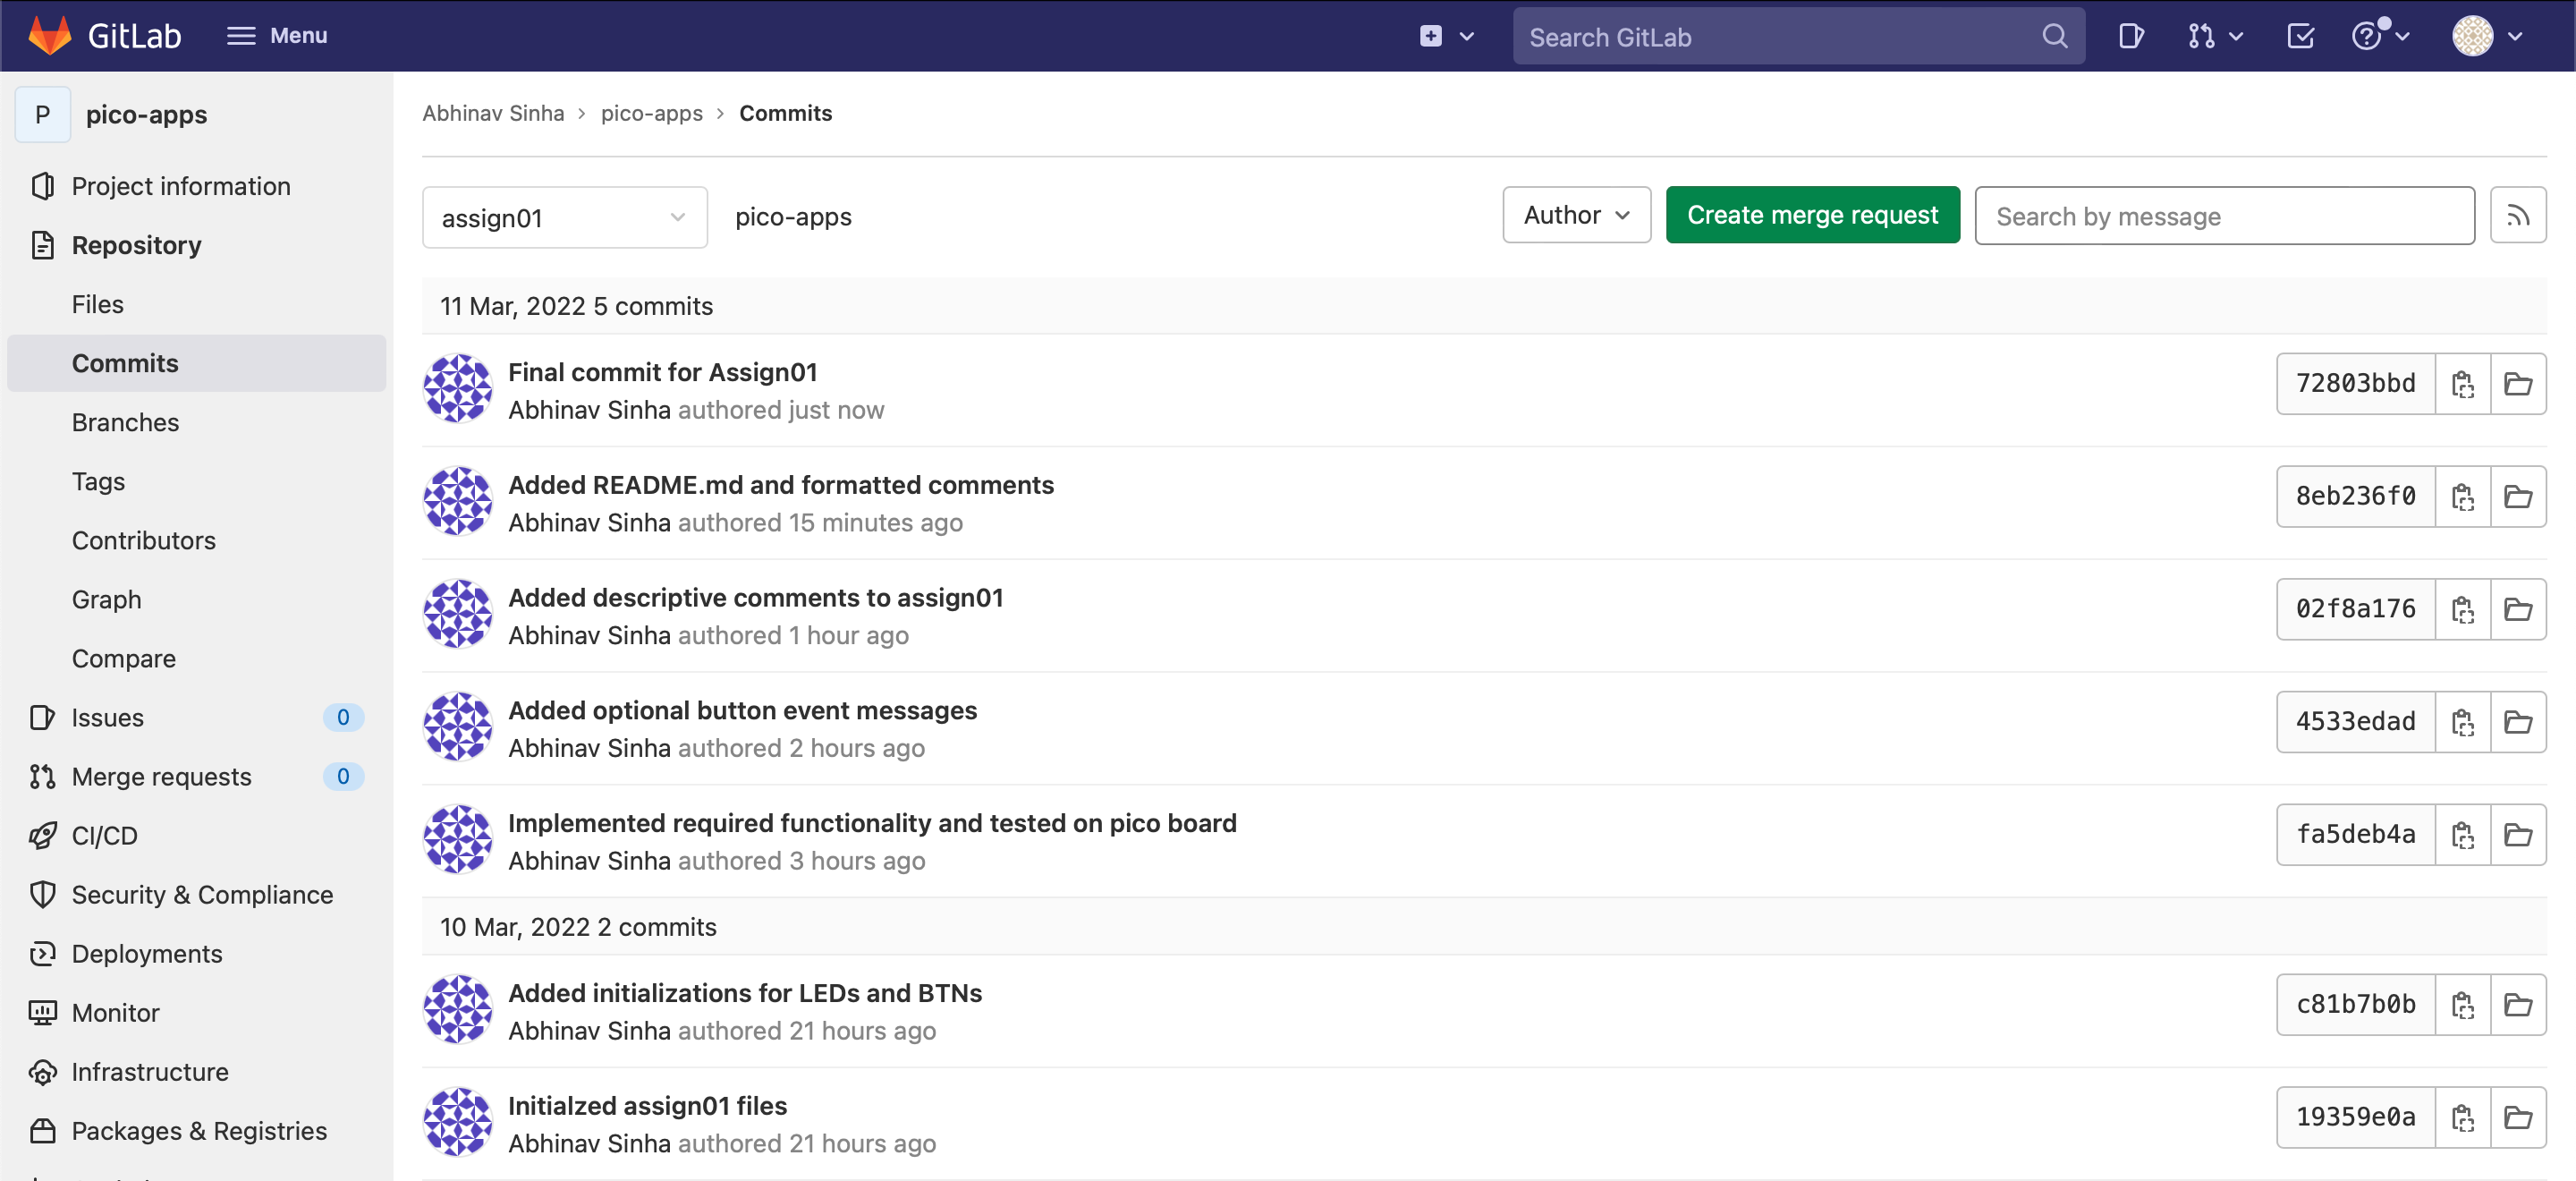 GitLab
Menu
Search GitLab
P
pico-apps
Project information
Repository
Files
Commits
Branches
Tags
Contributors
Graph
Compare
Issues 0
Merge requests 0
CI/CD
Security & Compliance
Deployments
Monitor
Infrastructure
Packages & Registries
Abhinav Sinha › pico-apps › Commits
assign01
pico-apps
Author
Create merge request
Search by message
11 Mar, 2022 5 commits
Final commit for Assign01
Abhinav Sinha authored just now
72803bbd
Added README.md and formatted comments
Abhinav Sinha authored 15 minutes ago
8eb236f0
Added descriptive comments to assign01
Abhinav Sinha authored 1 hour ago
02f8a176
Added optional button event messages
Abhinav Sinha authored 2 hours ago
4533edad
Implemented required functionality and tested on pico board
Abhinav Sinha authored 3 hours ago
fa5deb4a
10 Mar, 2022 2 commits
Added initializations for LEDs and BTNs
Abhinav Sinha authored 21 hours ago
c81b7b0b
Initialzed assign01 files
Abhinav Sinha authored 21 hours ago
19359e0a